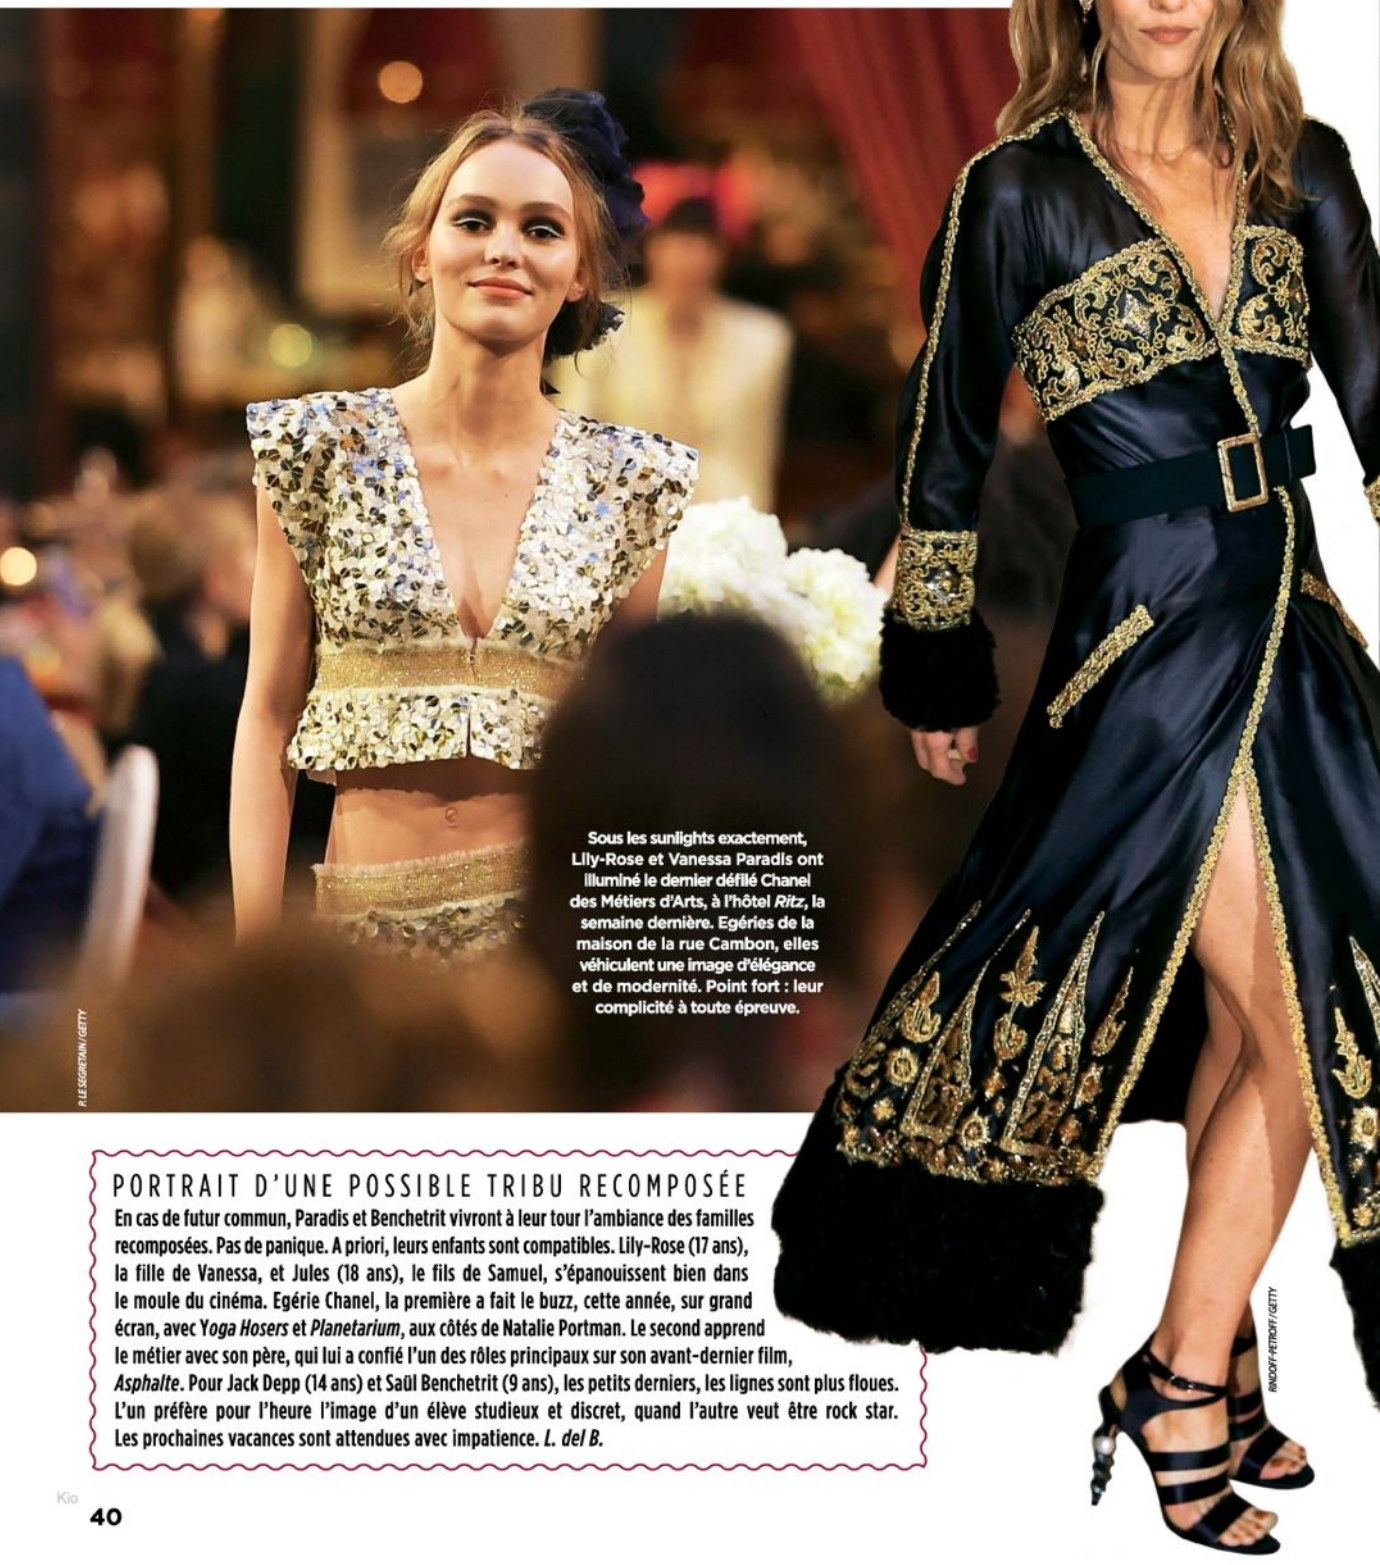 Sous les sunlights exactement,
Lily-Rose et Vanessa Paradis ont
illuminé le dernier défilé Chanel
des Métiers d'Arts, à l'hôtel Ritz, la
semaine dernière. Egéries de la
maison de la rue Cambon, elles
véhiculent une image d'élégance
et de modernité. Point fort : leur
complicité à toute épreuve.
P. LE SEGRETAIN/GETTY
PORTRAIT D'UNE POSSIBLE TRIBU RECOMPOSÉE
En cas de futur commun, Paradis et Benchetrit vivront à leur tour l'ambiance des familles
recomposées. Pas de panique. A priori, leurs enfants sont compatibles. Lily-Rose (17 ans),
la fille de Vanessa, et Jules (18 ans), le fils de Samuel, s'épanouissent bien dans
le moule du cinéma. Egérie Chanel, la première a fait le buzz, cette année, sur grand
écran, avec Yoga Hosers et Planetarium, aux côtés de Natalie Portman. Le second apprend
le métier avec son père, qui lui a confié l'un des rôles principaux sur son avant-dernier film,
Asphalte. Pour Jack Depp (14 ans) et Saül Benchetrit (9 ans), les petits derniers, les lignes sont plus floues.
L'un préfère pour l'heure l'image d'un élève studieux et discret, quand l'autre veut être rock star.
Les prochaines vacances sont attendues avec impatience. L. del B.
RINDOFF-PETROFF/GETTY
Kio
40